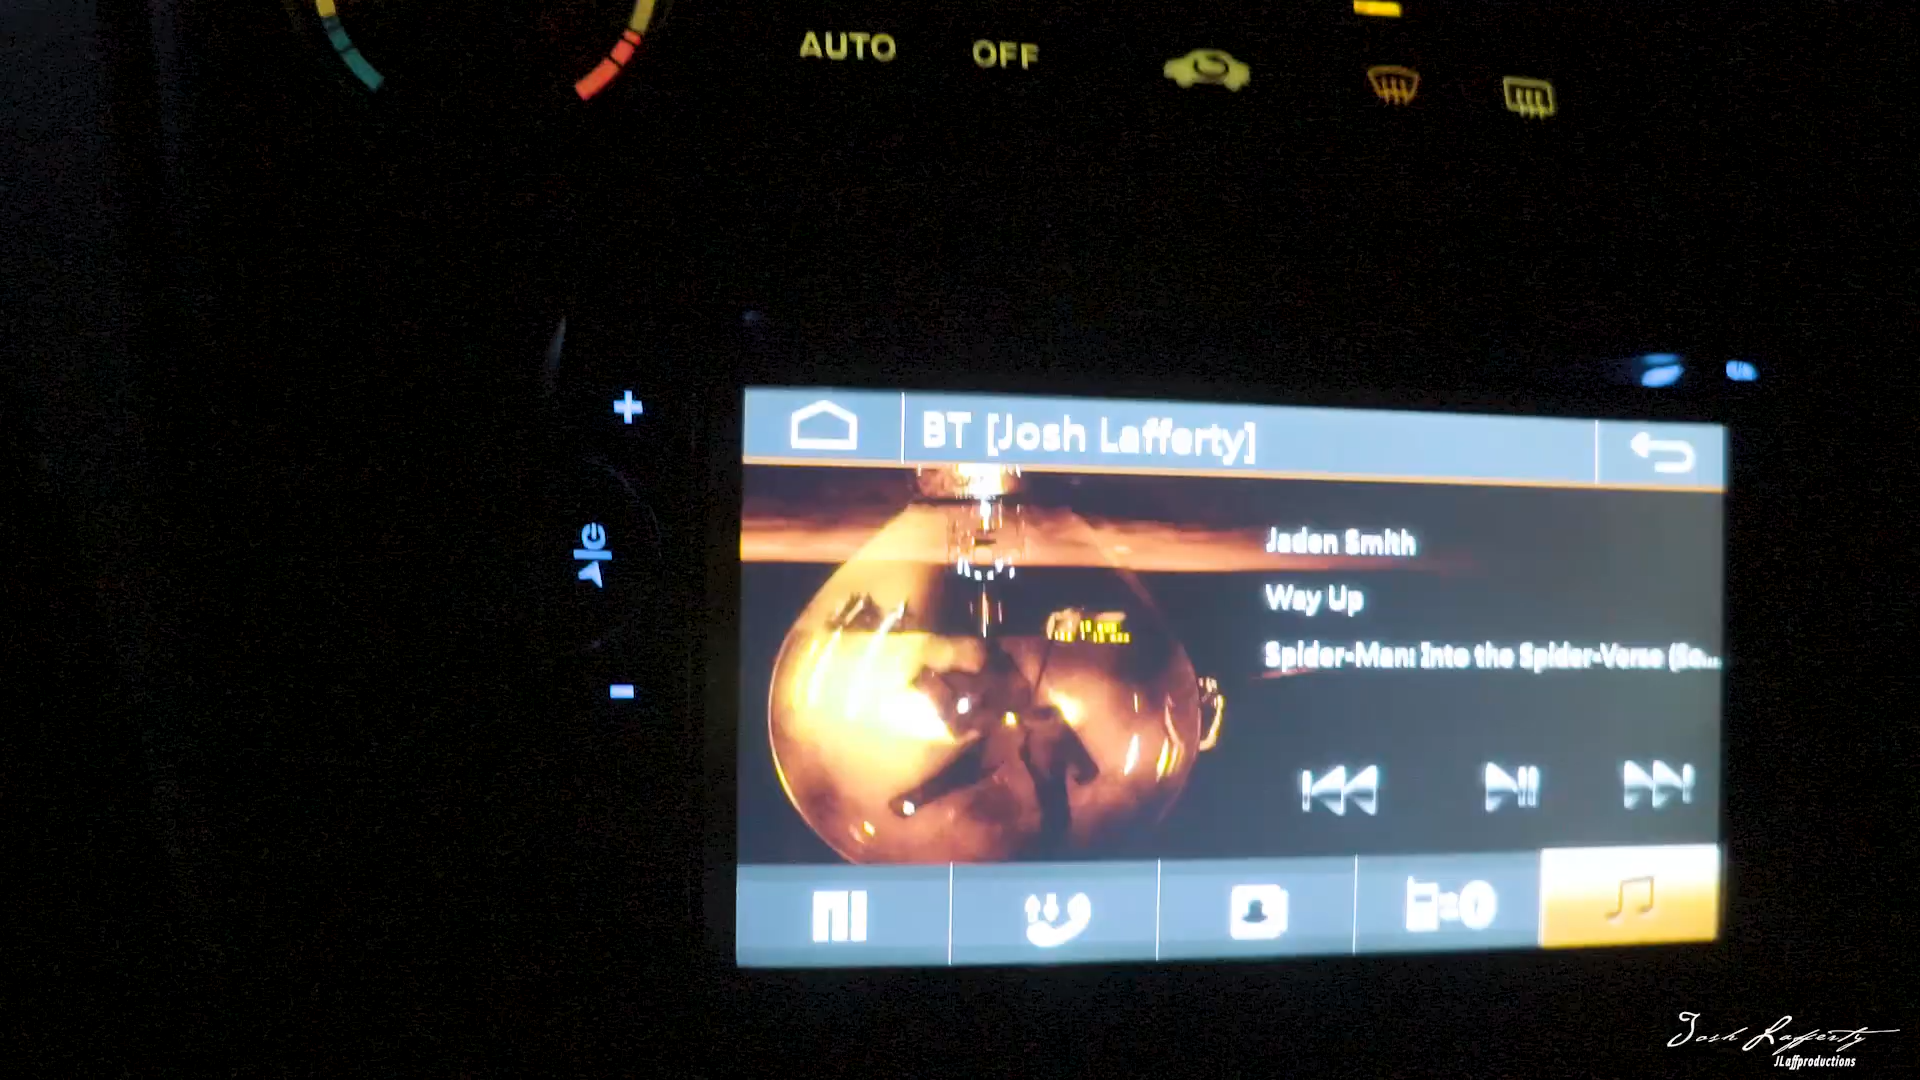 AUTO OFF
BT [Josh Lafferty]
Jaden Smith
Way Up
Spider-Man: Into the Spider-Verse (So...
Josh Lafferty
JLaffproductions